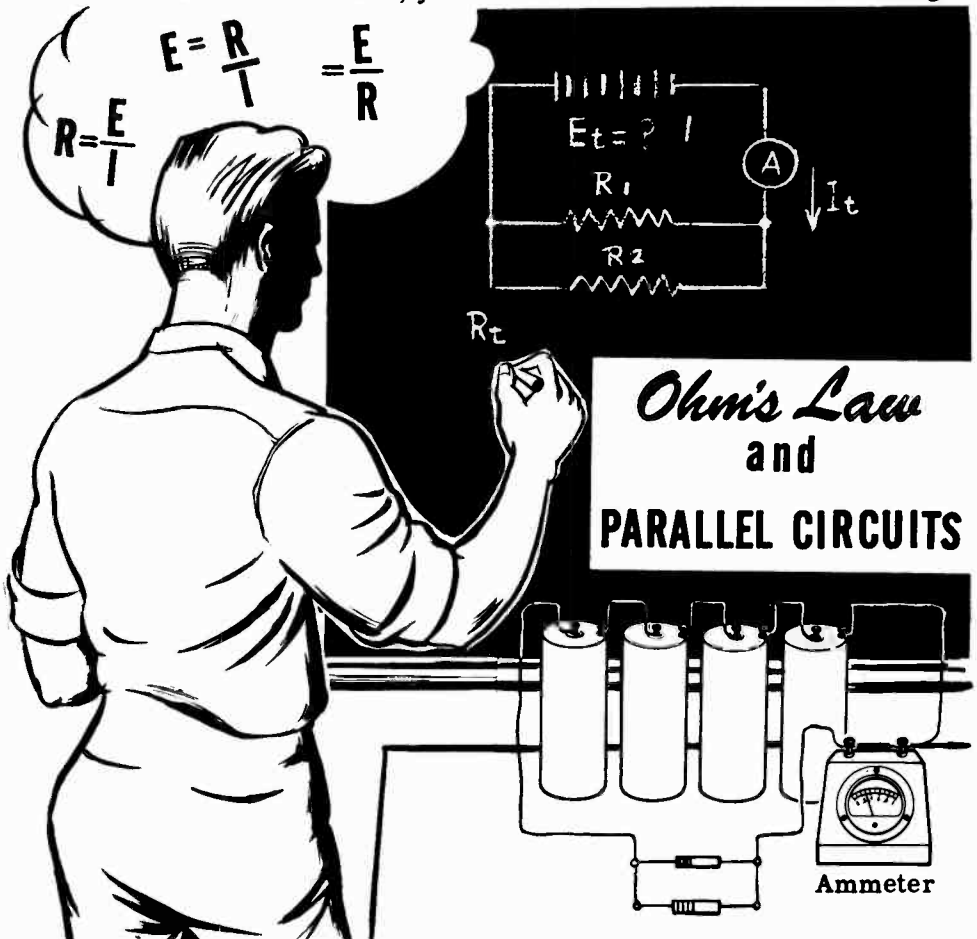 E = R/I = E/R
R = E/I
Et = ? I
R1
R2
A
It
Rt
Ohm's Law
and
PARALLEL CIRCUITS
Ammeter